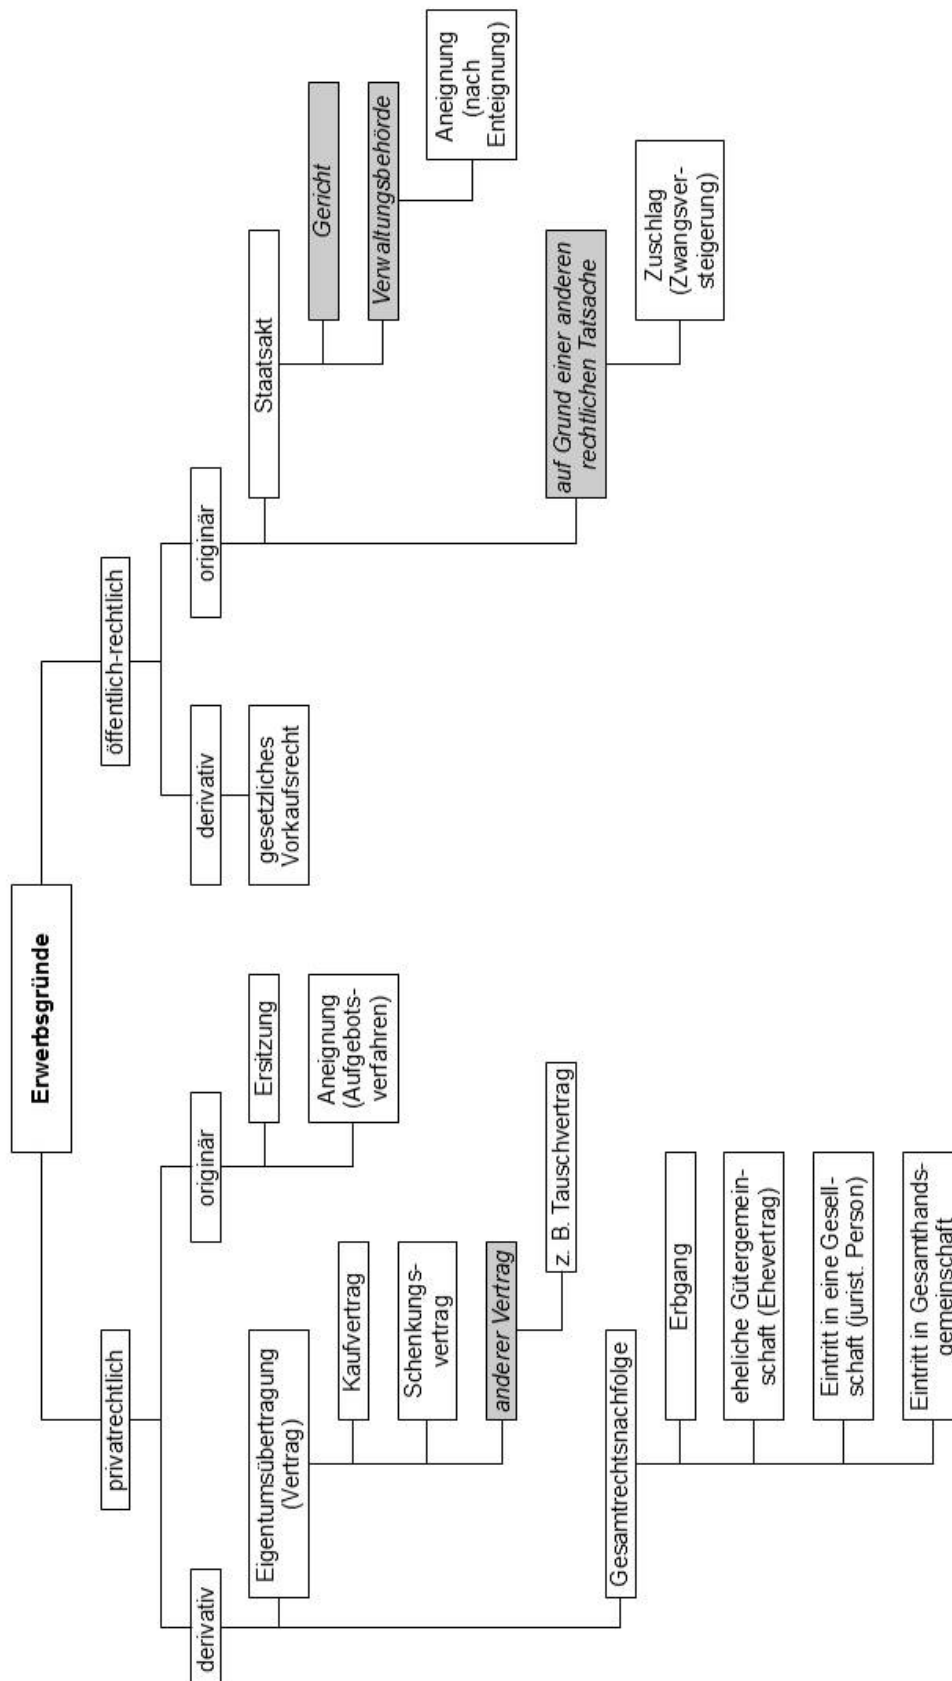 Erwerbsgründe
privatrechtlich
derivativ
Eigentumsübertragung
(Vertrag)
Kaufvertrag
Schenkungs-
vertrag
anderer Vertrag
z. B. Tauschvertrag
Gesamtrechtsnachfolge
Erbgang
eheliche Gütergemein-
schaft (Ehevertrag)
Eintritt in eine Gesell-
schaft (jurist. Person)
Eintritt in Gesamthands-
gemeinschaft
originär
Ersitzung
Aneignung
(Aufgebots-
verfahren)
öffentlich-rechtlich
derivativ
gesetzliches
Vorkaufsrecht
originär
Staatsakt
Gericht
Verwaltungsbehörde
Aneignung
(nach
Enteignung)
auf Grund einer anderen
rechtlichen Tatsache
Zuschlag
(Zwangsver-
steigerung)